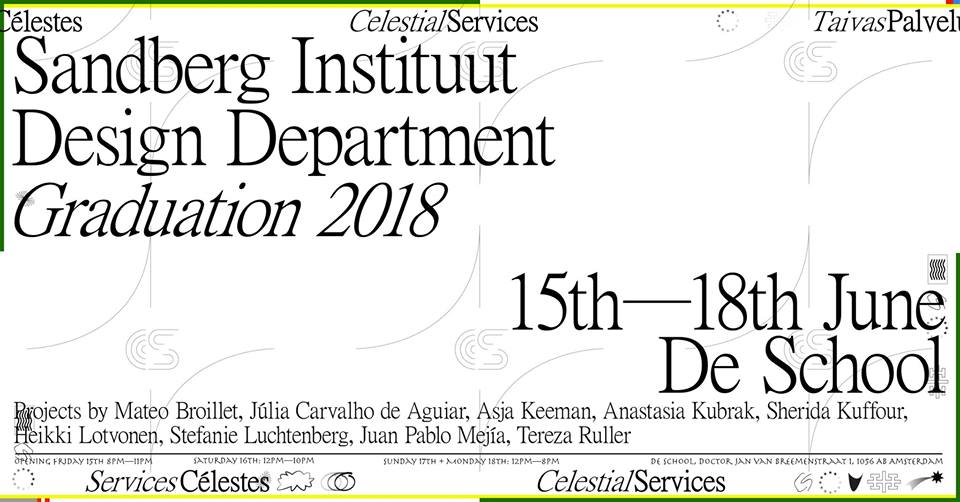 Célestes CelestialServices TaivasPalvelu
Sandberg Instituut
Design Department
Graduation 2018
15th—18th June
De School
Projects by Mateo Broillet, Júlia Carvalho de Aguiar, Asja Keeman, Anastasia Kubrak, Sherida Kuffour,
Heikki Lotvonen, Stefanie Luchtenberg, Juan Pablo Mejía, Tereza Ruller
OPENING FRIDAY 15TH 8PM—11PM SATURDAY 16TH: 12PM—10PM SUNDAY 17TH + MONDAY 18TH: 12PM—8PM DE SCHOOL, DOCTOR JAN VAN BREEMENSTRAAT 1, 1056 AB AMSTERDAM
ServicesCélestes CelestialServices